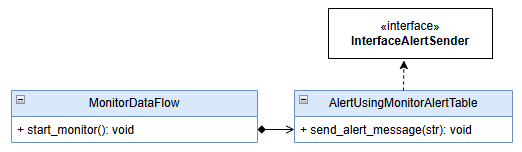 «interface»
InterfaceAlertSender
MonitorDataFlow
+ start_monitor(): void
AlertUsingMonitorAlertTable
+ send_alert_message(str): void